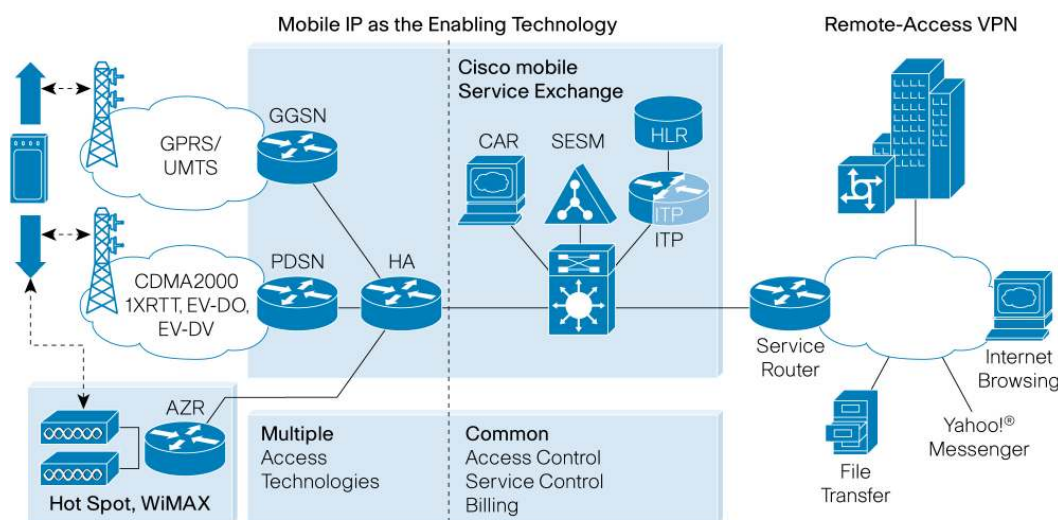 Mobile IP as the Enabling Technology
Remote-Access VPN
Cisco mobile
Service Exchange
GGSN
GPRS/
UMTS
CAR
SESM
HLR
ITP
ITP
PDSN
HA
CDMA2000
1XRTT, EV-DO,
EV-DV
Service
Router
Internet
Browsing
AZR
Hot Spot, WiMAX
Multiple
Access
Technologies
Common
Access Control
Service Control
Billing
File
Transfer
Yahoo!®
Messenger